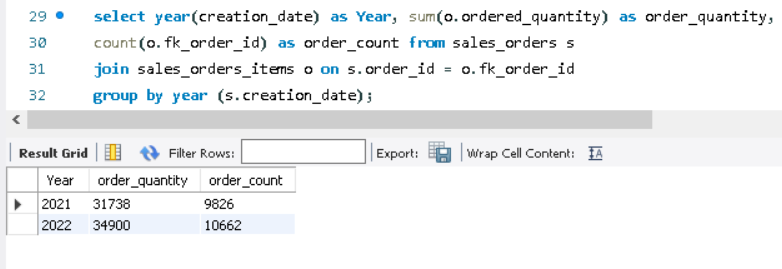 29 select year(creation_date) as Year, sum(o.ordered_quantity) as order_quantity,
30 count(o.fk_order_id) as order_count from sales_orders s
31 join sales_orders_items o on s.order_id = o.fk_order_id
32 group by year (s.creation_date);
Result Grid Filter Rows: Export: Wrap Cell Content: IA
Year order_quantity order_count
2021 31738 9826
2022 34900 10662